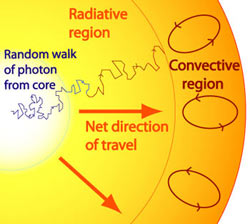 Radiative
region
Random walk
of photon
from core
Convective
region
Net direction
of travel